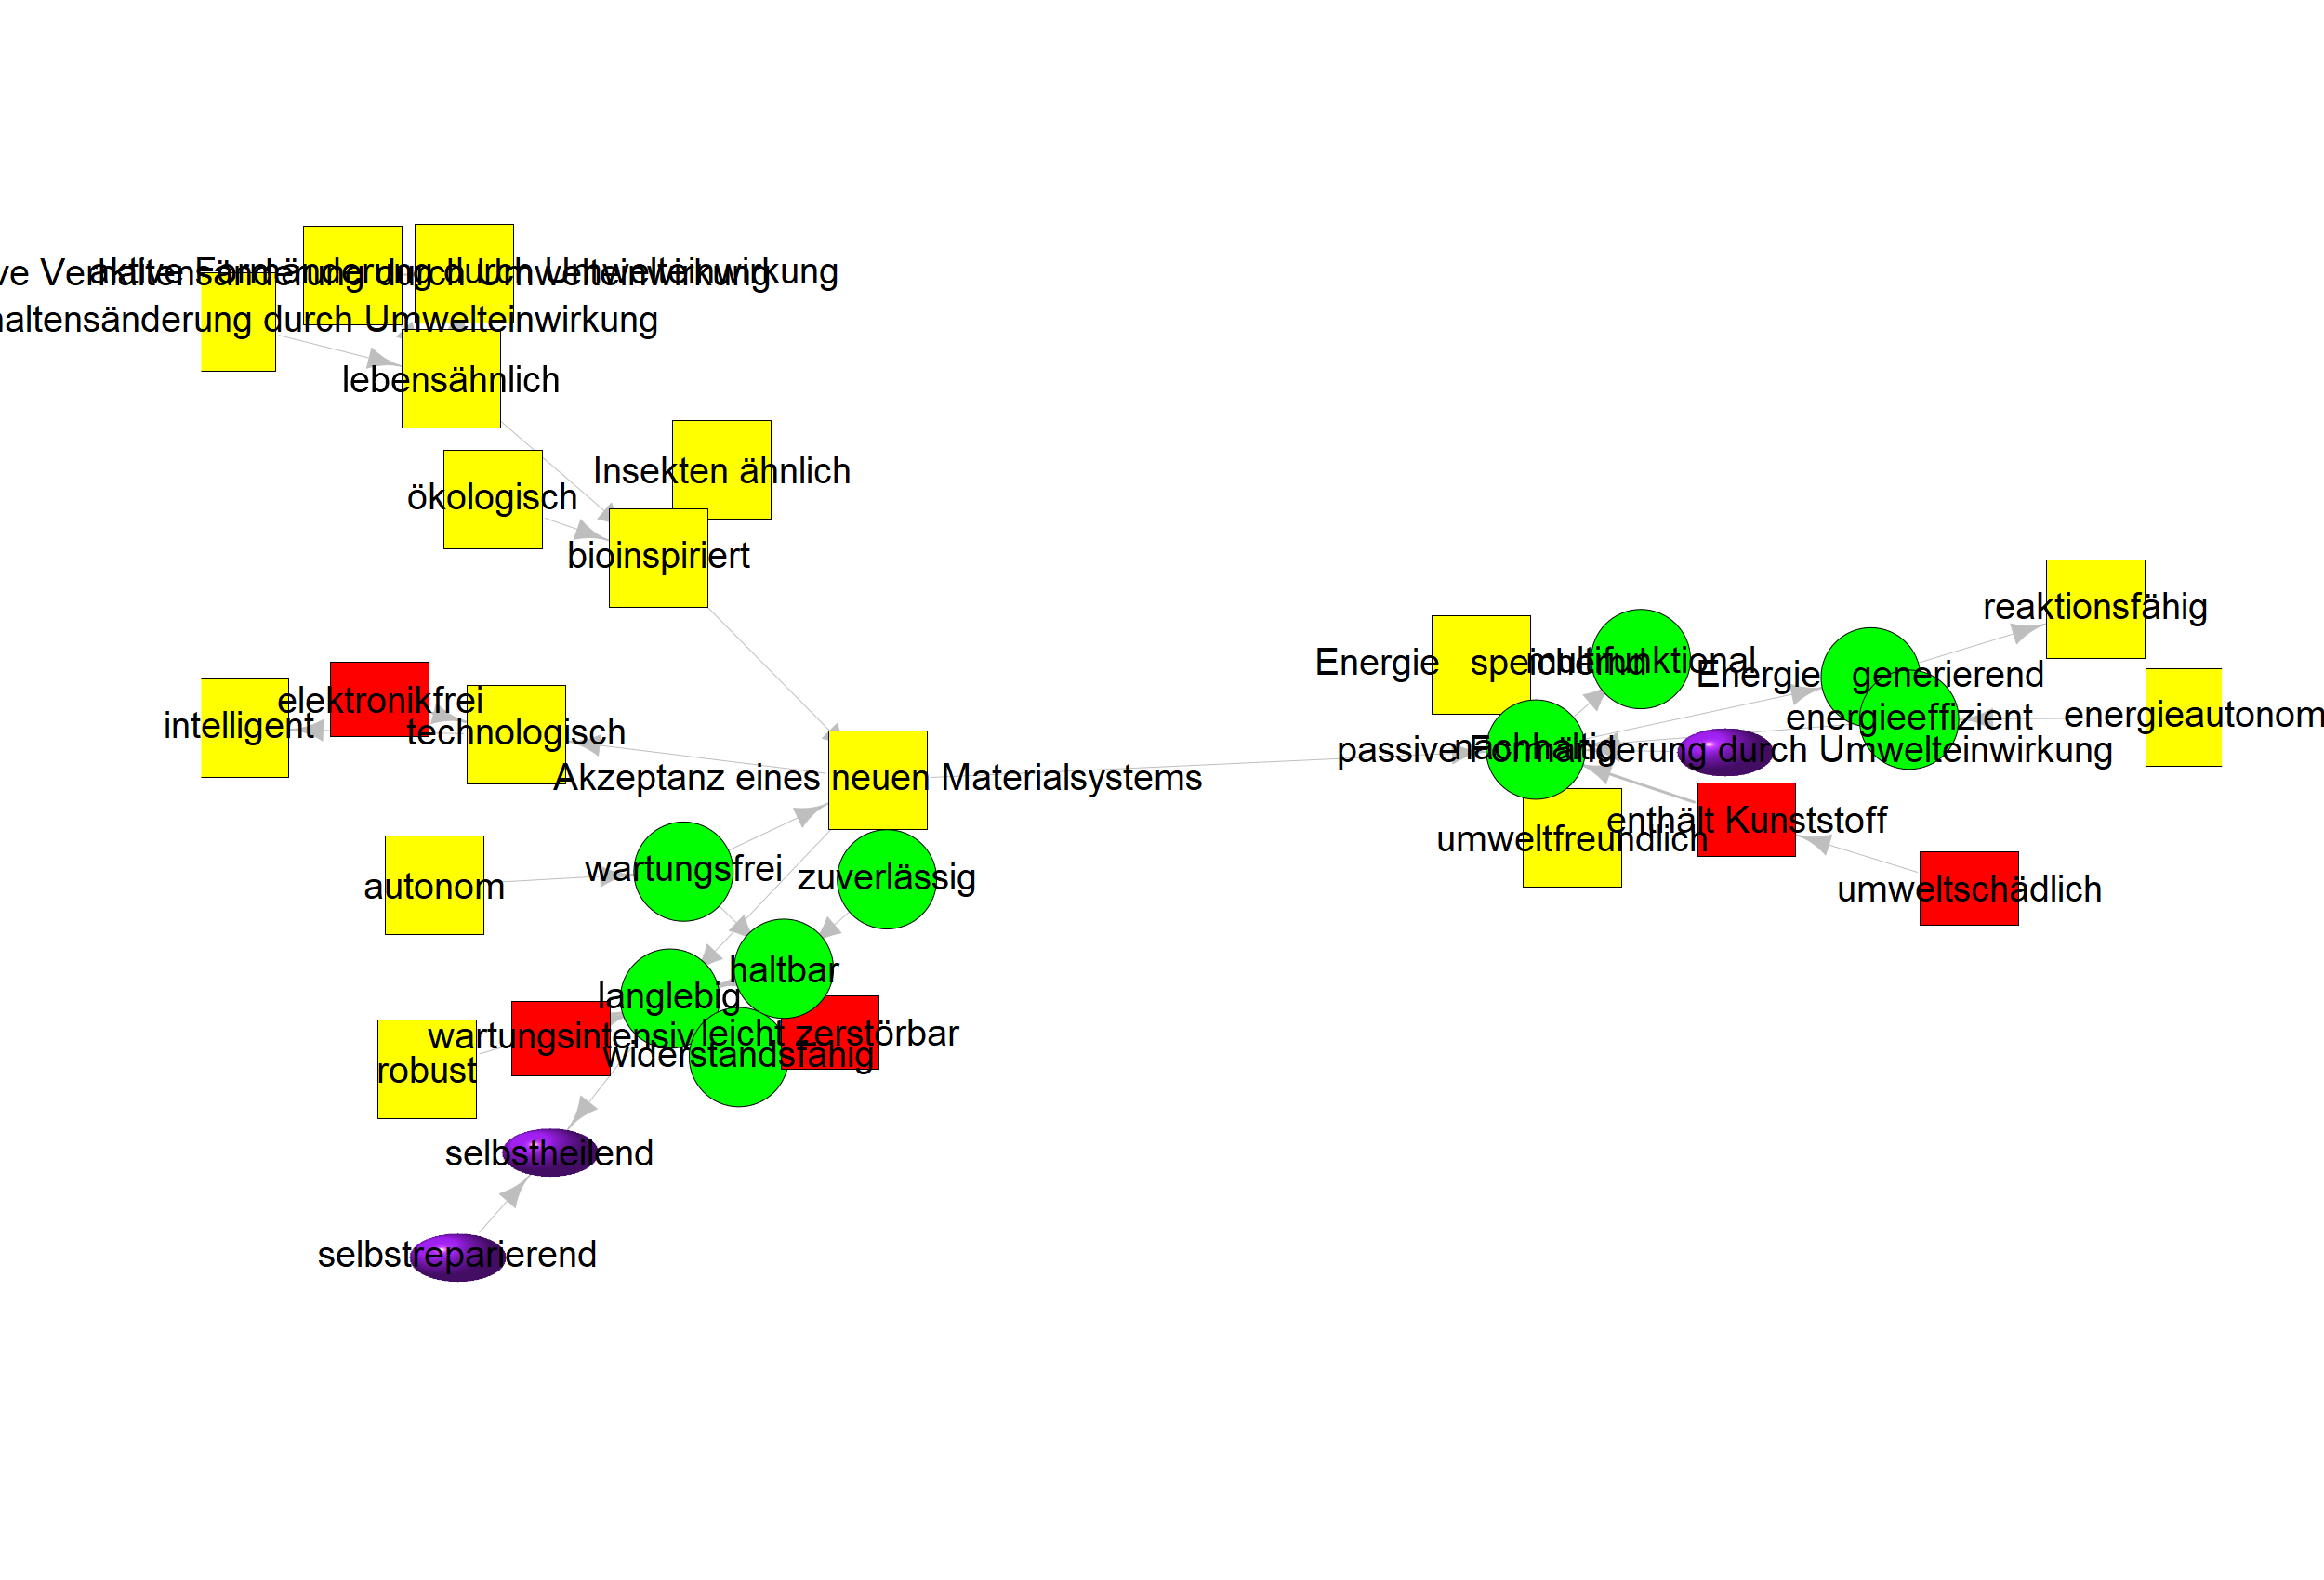 aktive Formänderung durch Umwelteinwirkung
ve Verhaltensänderung durch Umwelteinwirkung
haltensänderung durch Umwelteinwirkung
lebensähnlich
Insekten ähnlich
ökologisch
bioinspiriert
reaktionsfähig
Energie speichernd
multifunktional
Energie generierend
elektronikfrei
intelligent
technologisch
energieeffizient
energieautonom
nachhaltig
passive Formänderung durch Umwelteinwirkung
Akzeptanz eines neuen Materialsystems
enthält Kunststoff
umweltfreundlich
wartungsfrei
zuverlässig
autonom
umweltschädlich
haltbar
langlebig
leicht zerstörbar
wartungsintensiv
widerstandsfähig
robust
selbstheilend
selbstreparierend